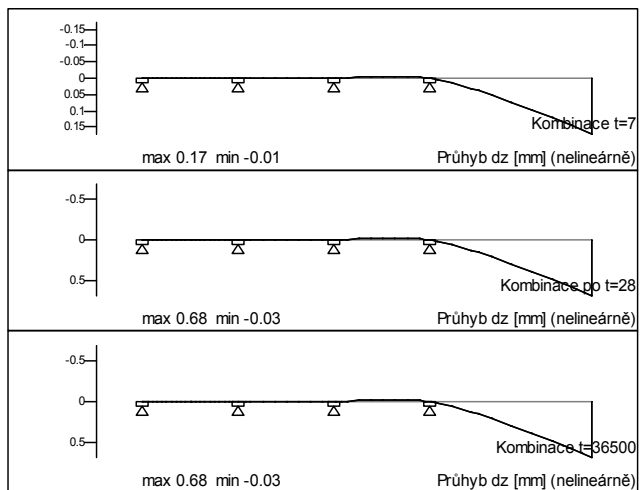 -0.15
-0.1
-0.05
0
0.05
0.1
0.15
Kombinace t=7
max 0.17 min -0.01 Průhyb dz [mm] (nelineárně)
-0.5
0
0.5
Kombinace po t=28
max 0.68 min -0.03 Průhyb dz [mm] (nelineárně)
-0.5
0
0.5
Kombinace t=36500
max 0.68 min -0.03 Průhyb dz [mm] (nelineárně)